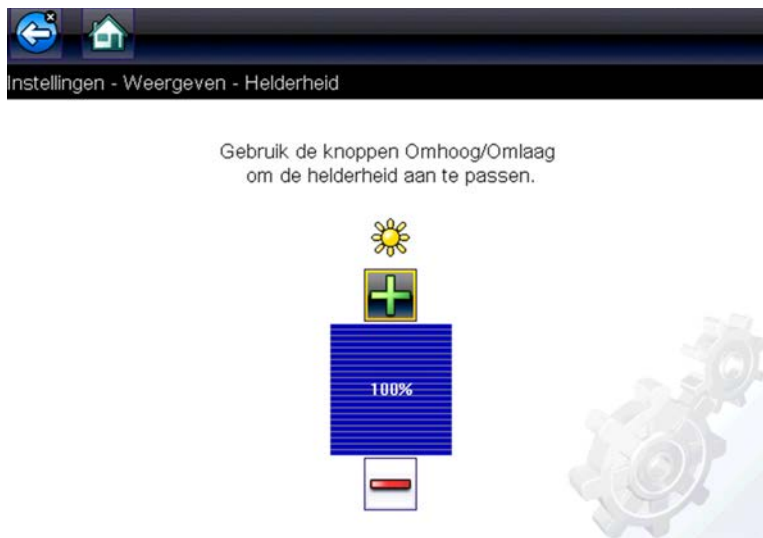 Instellingen - Weergeven - Helderheid
Gebruik de knoppen Omhoog/Omlaag
om de helderheid aan te passen.
100%